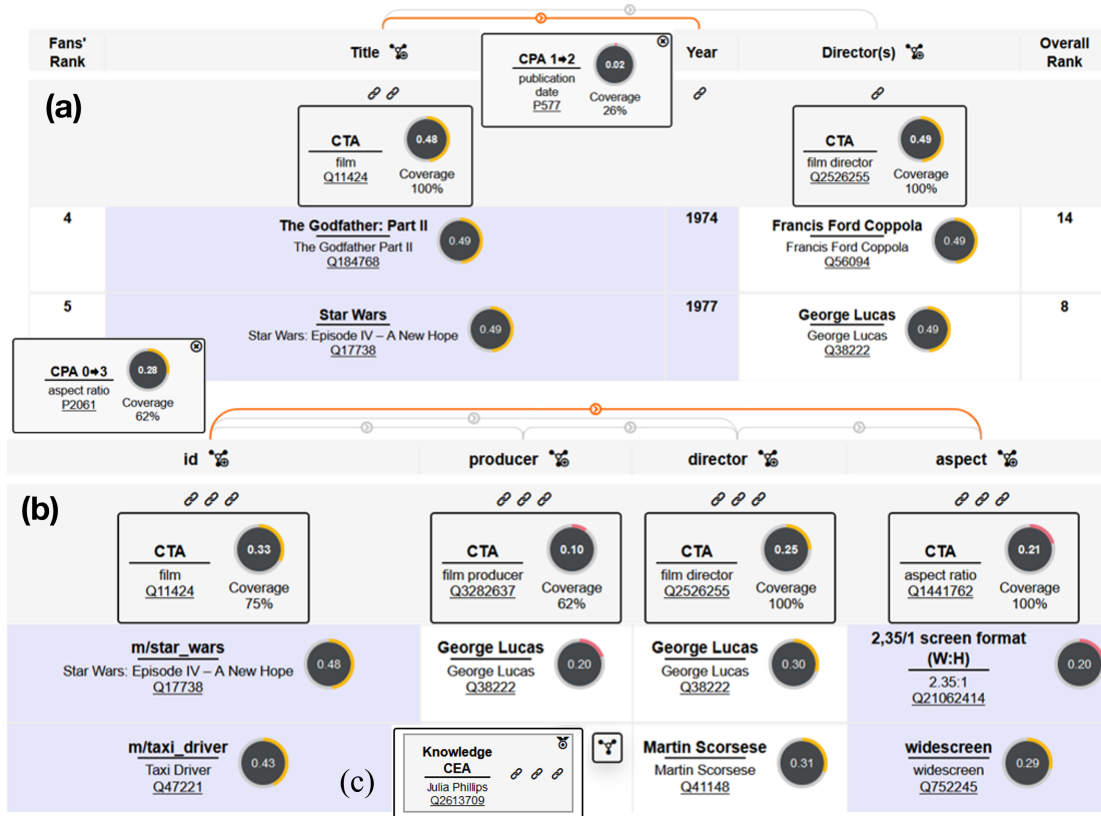 Fans'
Rank
Title
Year
Director(s)
Overall
Rank
(a)
CPA 1➜2
publication
date
P577
0.02
Coverage
26%
CTA
film
Q11424
0.48
Coverage
100%
CTA
film director
Q2526255
0.49
Coverage
100%
4
The Godfather: Part II
The Godfather Part II
Q184768
0.49
1974
Francis Ford Coppola
Francis Ford Coppola
Q56094
0.49
14
5
Star Wars
Star Wars: Episode IV – A New Hope
Q17738
0.49
1977
George Lucas
George Lucas
Q38222
0.49
8
CPA 0➜3
aspect ratio
P2061
0.28
Coverage
62%
id
producer
director
aspect
(b)
CTA
film
Q11424
0.33
Coverage
75%
CTA
film producer
Q3282637
0.10
Coverage
62%
CTA
film director
Q2526255
0.25
Coverage
100%
CTA
aspect ratio
Q1441762
0.21
Coverage
100%
m/star_wars
Star Wars: Episode IV – A New Hope
Q17738
0.48
George Lucas
George Lucas
Q38222
0.20
George Lucas
George Lucas
Q38222
0.30
2,35/1 screen format
(W:H)
2.35:1
Q21062414
0.20
m/taxi_driver
Taxi Driver
Q47221
0.43
(c)
Knowledge
CEA
Julia Phillips
Q2613709
Martin Scorsese
Martin Scorsese
Q41148
0.31
widescreen
widescreen
Q752245
0.29